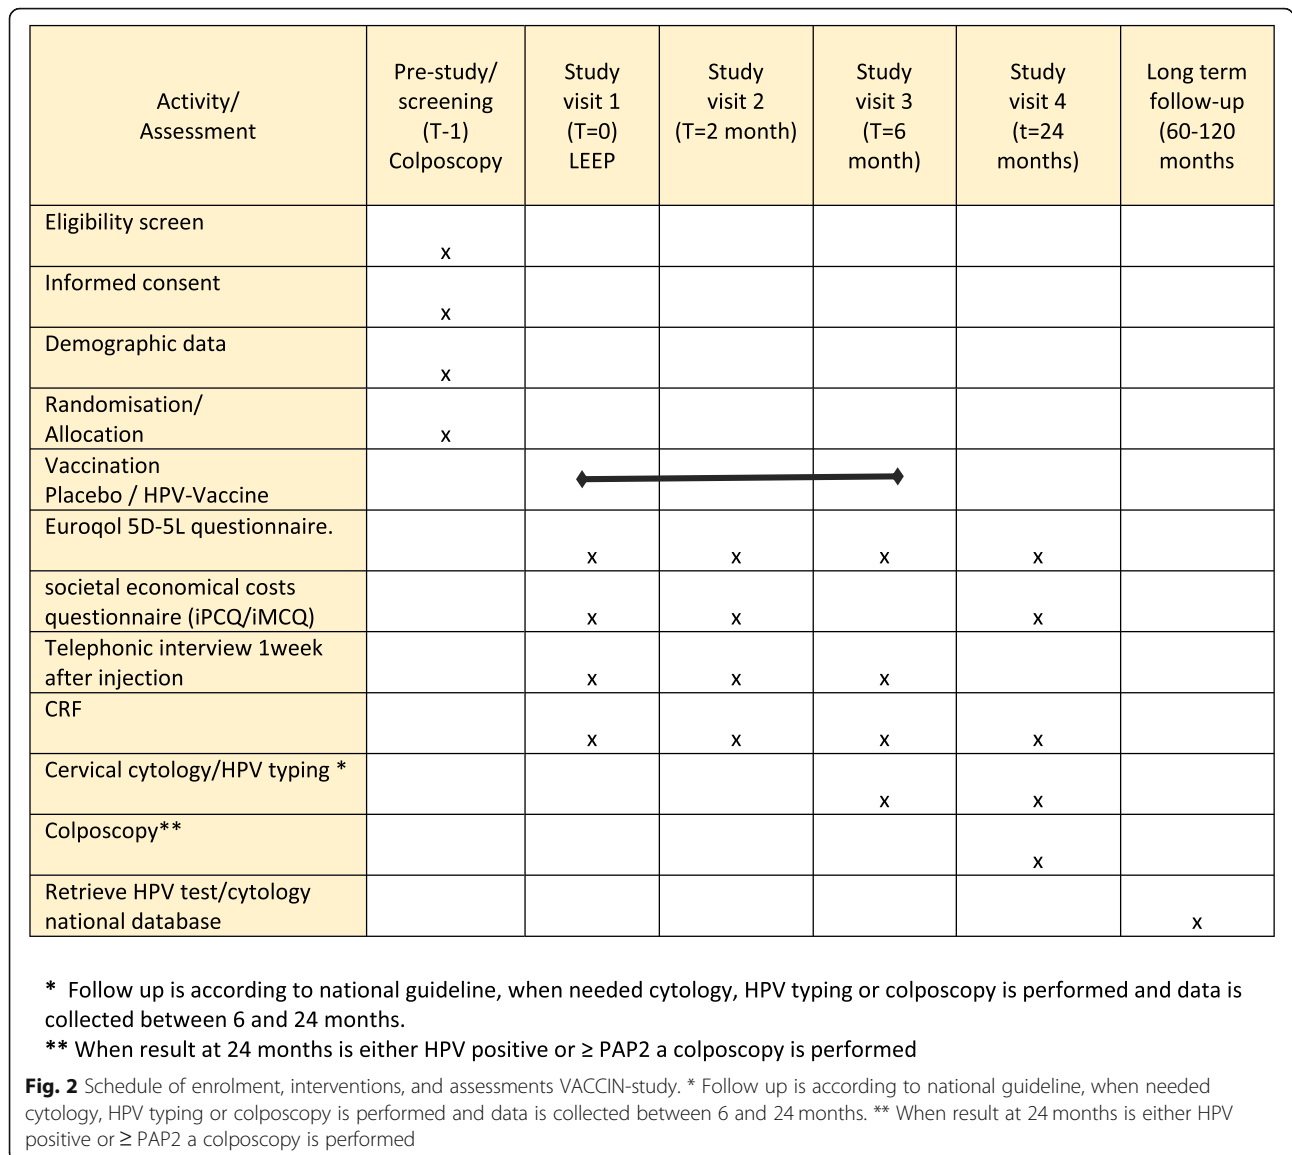 Activity/
Assessment
Pre-study/
screening
(T-1)
Colposcopy
Study
visit 1
(T=0)
LEEP
Study
visit 2
(T=2 month)
Study
visit 3
(T=6
month)
Study
visit 4
(t=24
months)
Long term
follow-up
(60-120
months
Eligibility screen
x
Informed consent
x
Demographic data
x
Randomisation/
Allocation
x
Vaccination
Placebo / HPV-Vaccine
Euroqol 5D-5L questionnaire.
x x x x
societal economical costs
questionnaire (iPCQ/iMCQ)
x x x
Telephonic interview 1week
after injection
x x x
CRF
x x x x
Cervical cytology/HPV typing *
x x
Colposcopy**
x
Retrieve HPV test/cytology
national database
x
* Follow up is according to national guideline, when needed cytology, HPV typing or colposcopy is performed and data is
collected between 6 and 24 months.
** When result at 24 months is either HPV positive or ≥ PAP2 a colposcopy is performed
Fig. 2 Schedule of enrolment, interventions, and assessments VACCIN-study. * Follow up is according to national guideline, when needed
cytology, HPV typing or colposcopy is performed and data is collected between 6 and 24 months. ** When result at 24 months is either HPV
positive or ≥ PAP2 a colposcopy is performed